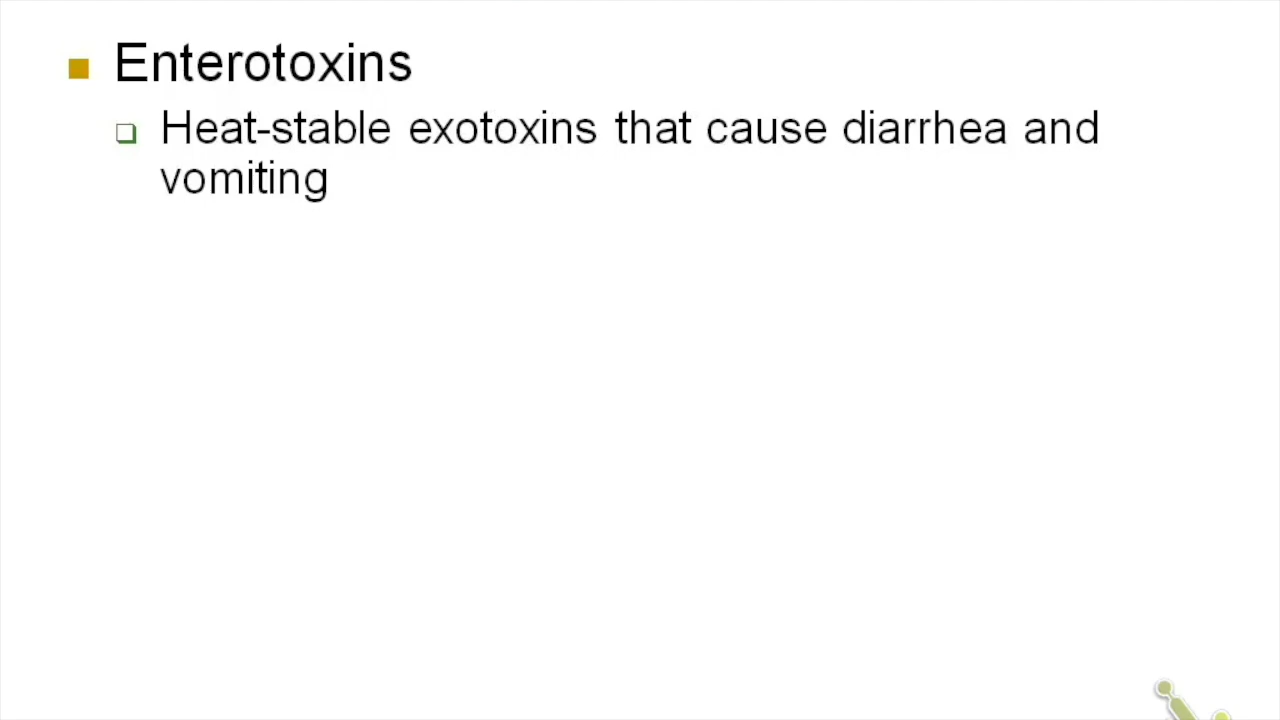 Enterotoxins
Heat-stable exotoxins that cause diarrhea and
vomiting